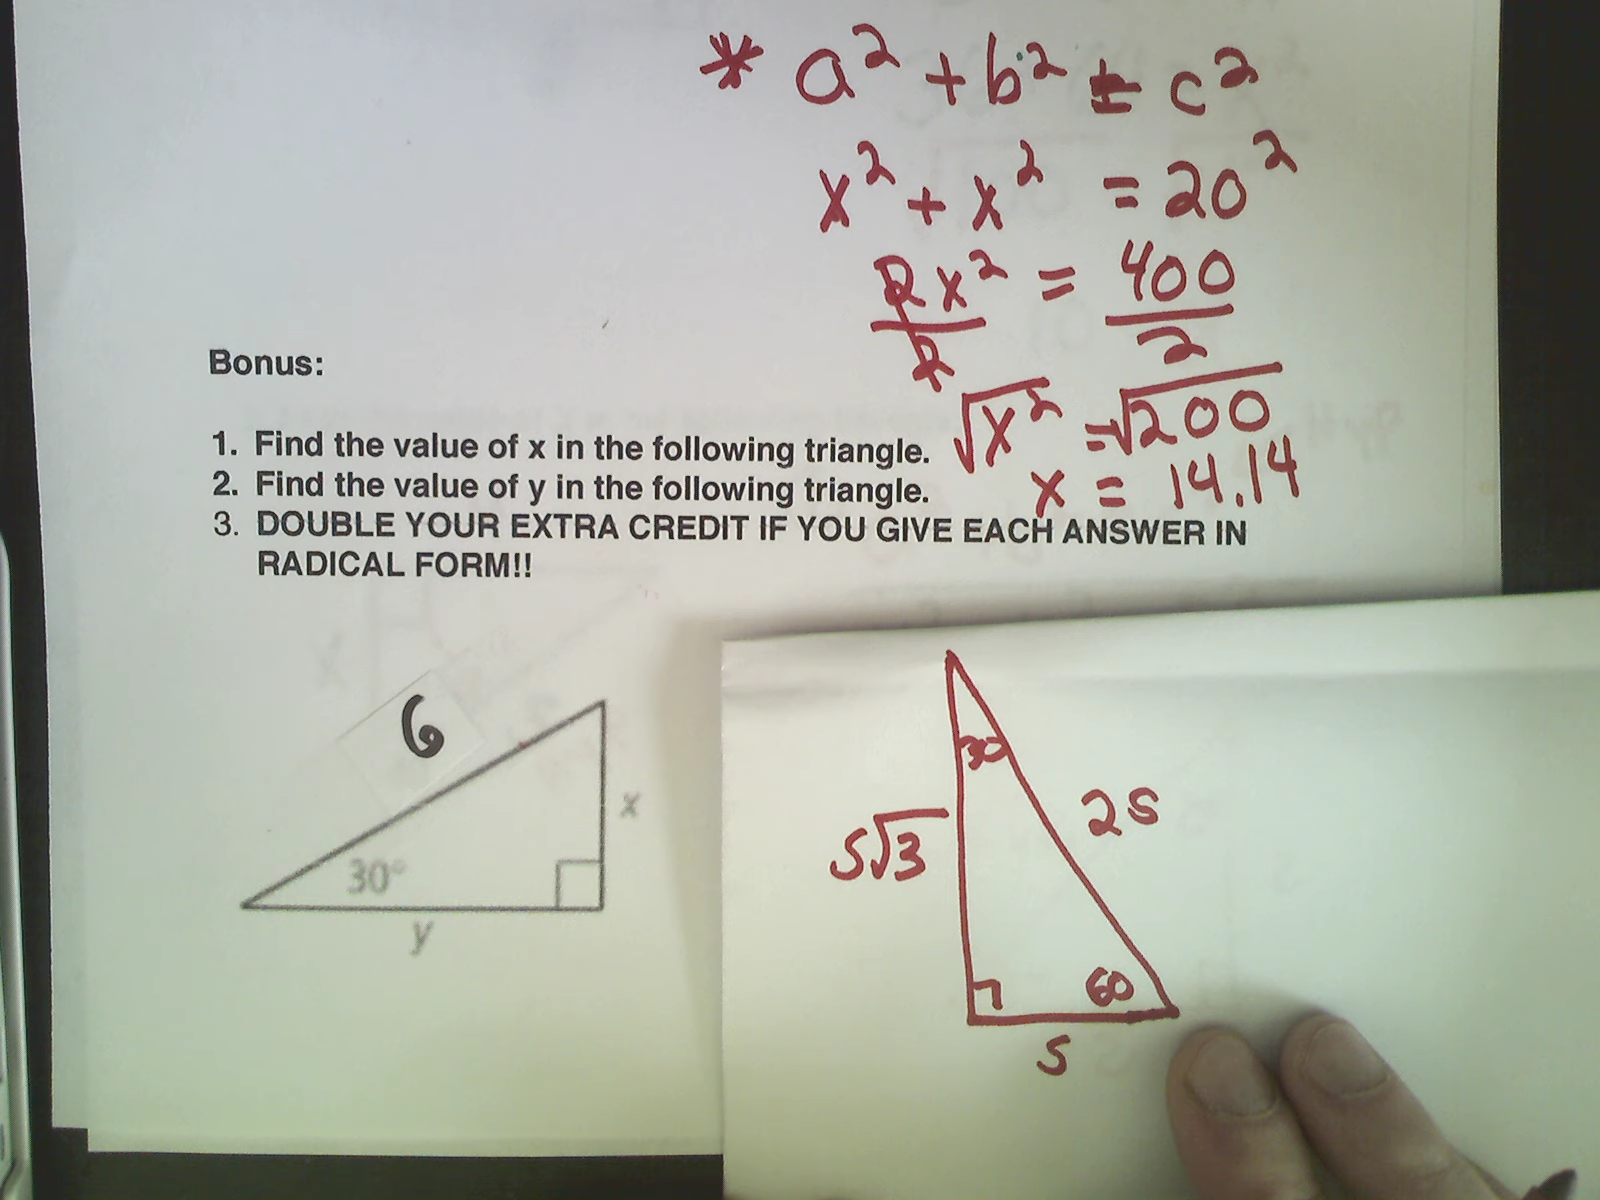 * a² + b² = c²
x² + x² = 20²
2x² = 400
2 2
√x² = √200
x = 14.14
Bonus:
1. Find the value of x in the following triangle.
2. Find the value of y in the following triangle.
3. DOUBLE YOUR EXTRA CREDIT IF YOU GIVE EACH ANSWER IN
RADICAL FORM!!
6
x
30°
y
30
2s
s√3
60
s